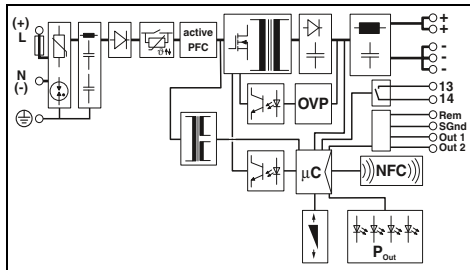 (+)
L
N
(-)
ϑ
active
PFC
OVP
+
+
-
-
-
13
14
Rem
SGnd
Out 1
Out 2
μC
NFC
P Out